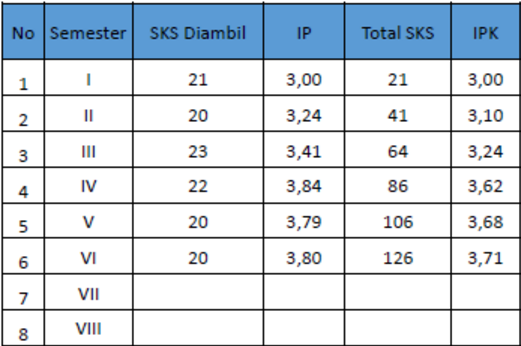 No Semester SKS Diambil IP Total SKS IPK
1 I 21 3,00 21 3,00
2 II 20 3,24 41 3,10
3 III 23 3,41 64 3,24
4 IV 22 3,84 86 3,62
5 V 20 3,79 106 3,68
6 VI 20 3,80 126 3,71
7 VII
8 VIII